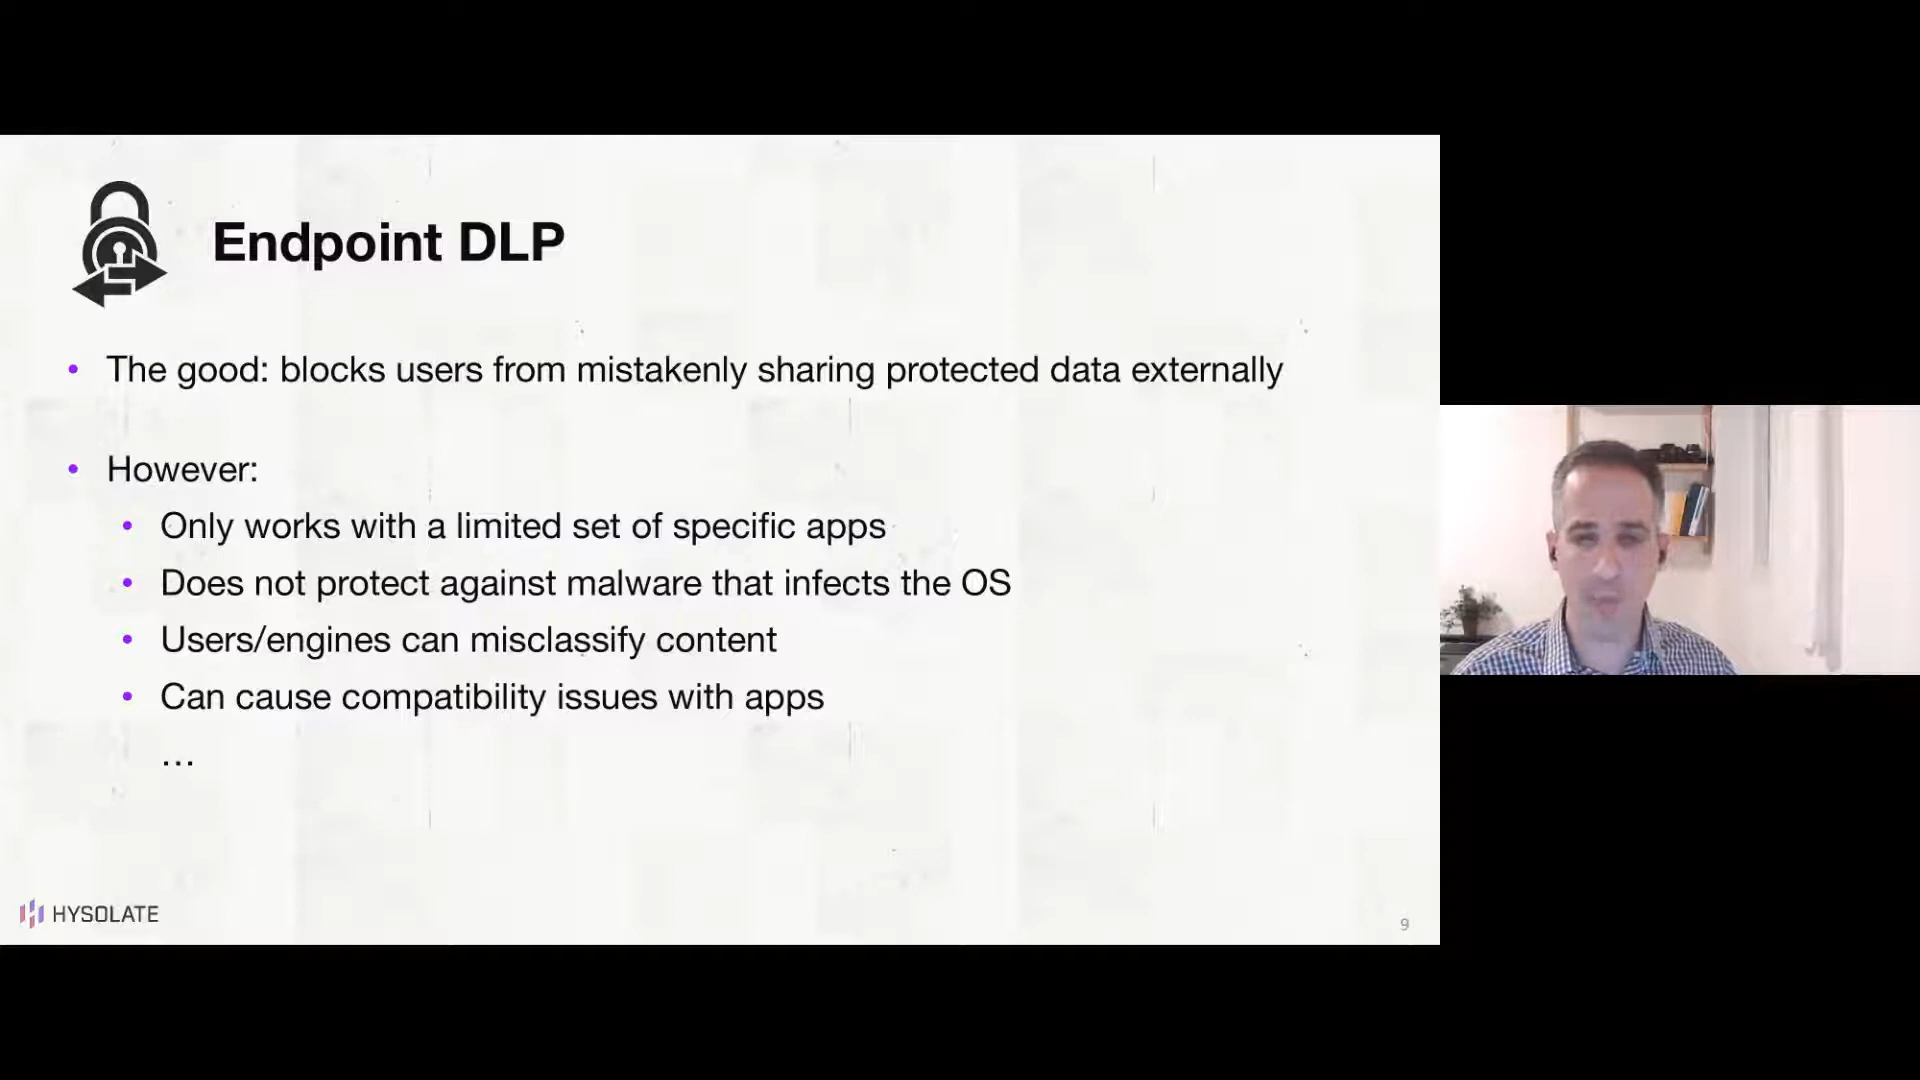 Endpoint DLP
• The good: blocks users from mistakenly sharing protected data externally
• However:
• Only works with a limited set of specific apps
• Does not protect against malware that infects the OS
• Users/engines can misclassify content
• Can cause compatibility issues with apps
…
HYSOLATE
9